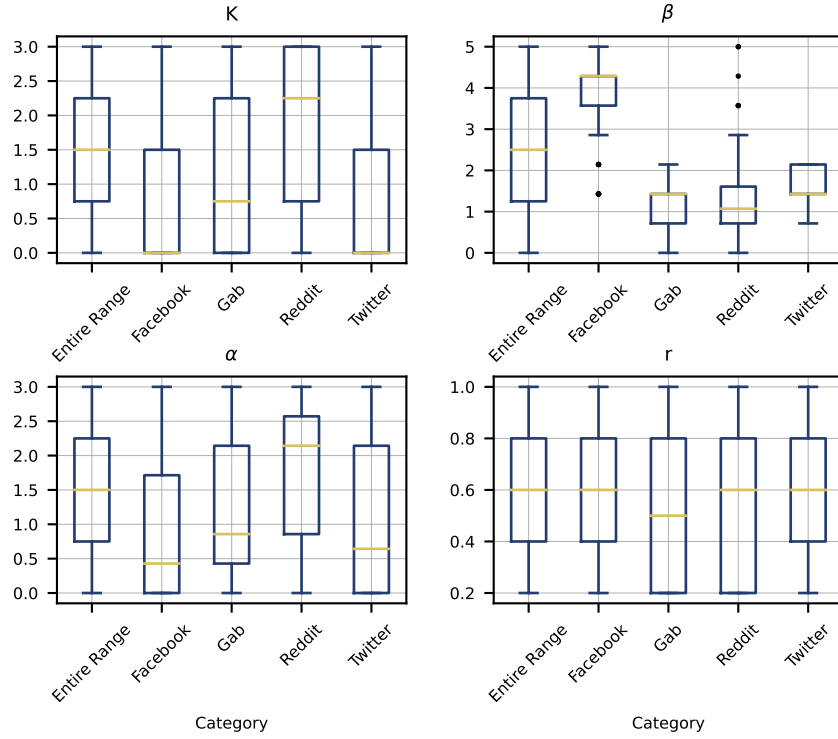 K
3.0
2.5
2.0
1.5
1.0
0.5
0.0
Entire Range
Facebook
Gab
Reddit
Twitter
β
5
4
3
2
1
0
Entire Range
Facebook
Gab
Reddit
Twitter
α
3.0
2.5
2.0
1.5
1.0
0.5
0.0
Entire Range
Facebook
Gab
Reddit
Twitter
Category
r
1.0
0.8
0.6
0.4
0.2
Entire Range
Facebook
Gab
Reddit
Twitter
Category